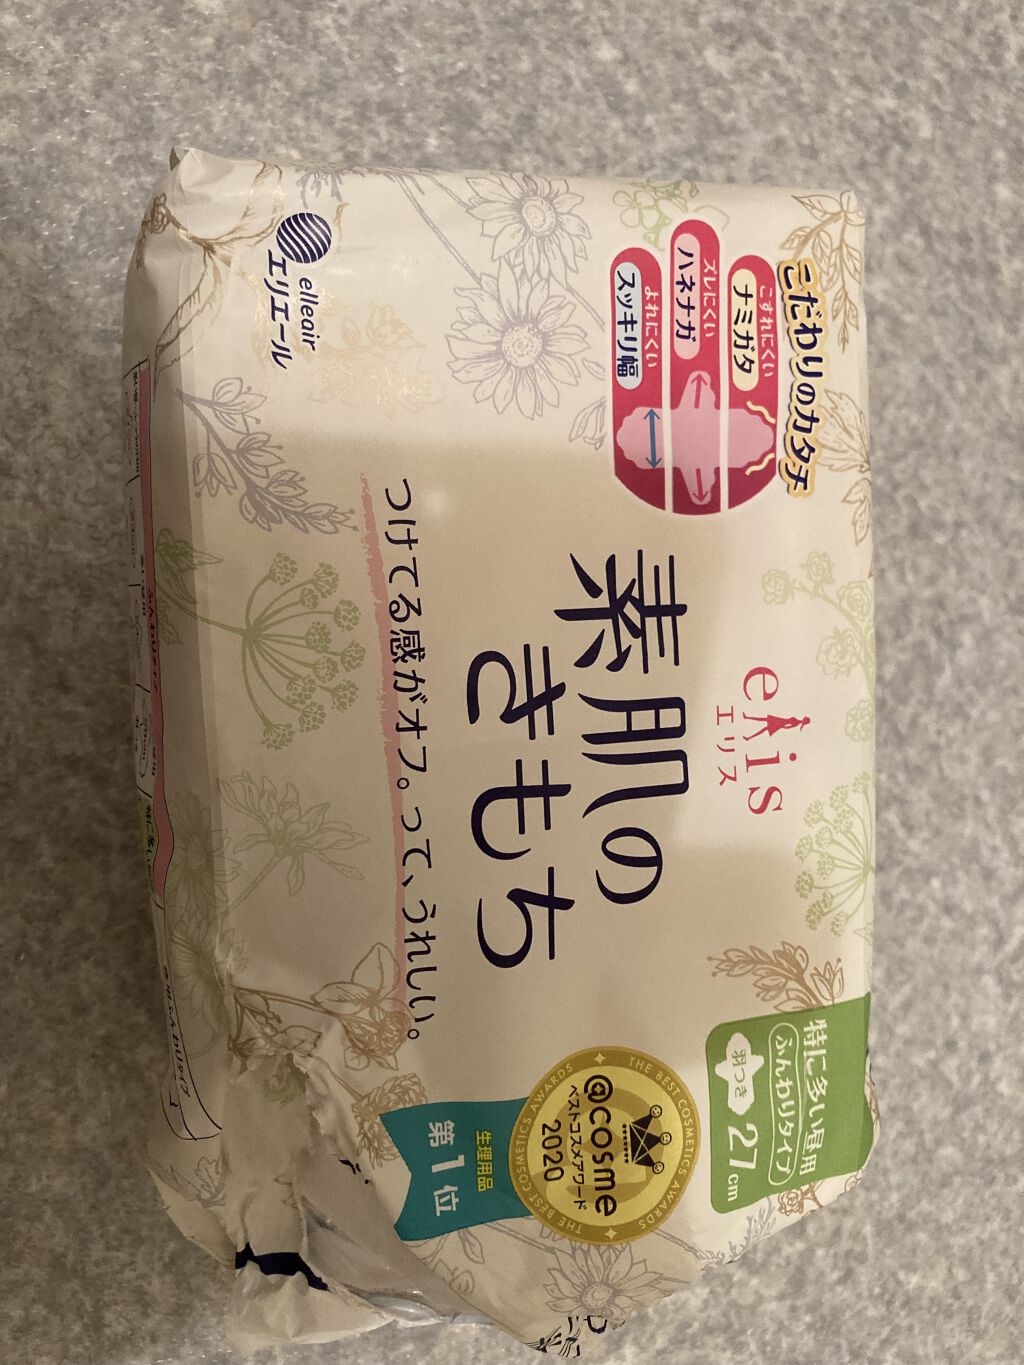 elleair
エリエール
こだわりのカタチ
こすれにくい
ナミガタ
ズレにくい
ハネナガ
よれにくい
スッキリ幅
elis
エリス
素肌の
きもち
つけてる感がオフ。って、うれしい。
特に多い昼用
ふんわりタイプ
羽つき
27cm
THE BEST COSMETICS AWARDS
@cosme
ベストコスメアワード
2020
THE BEST COSMETICS AWARDS
生理用品
第1位